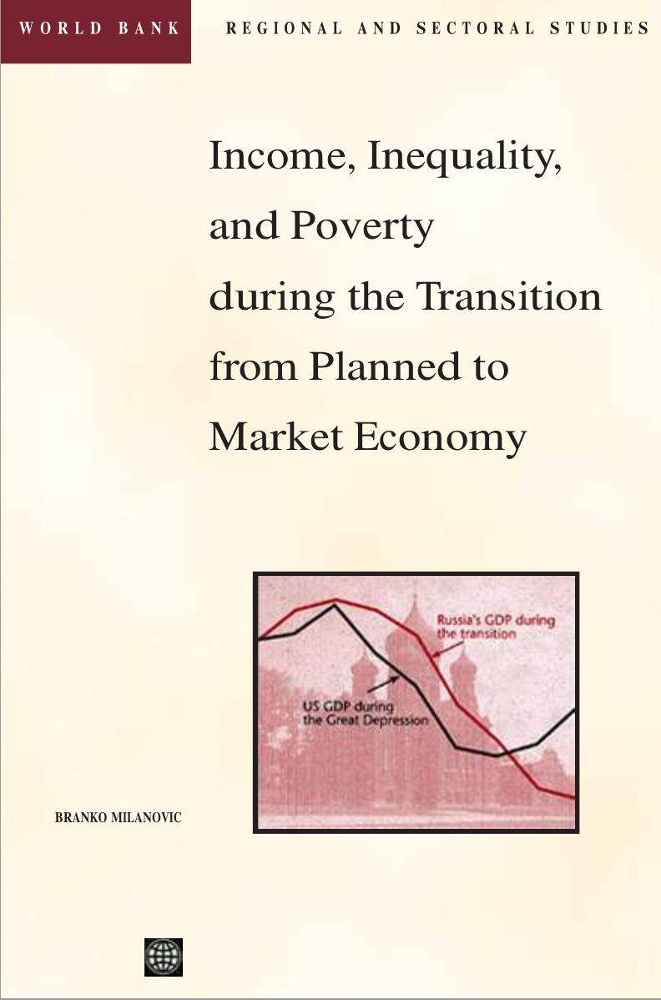 WORLD BANK
REGIONAL AND SECTORAL STUDIES
Income, Inequality,
and Poverty
during the Transition
from Planned to
Market Economy
Russia's GDP during
the transition
US GDP during
the Great Depression
BRANKO MILANOVIC